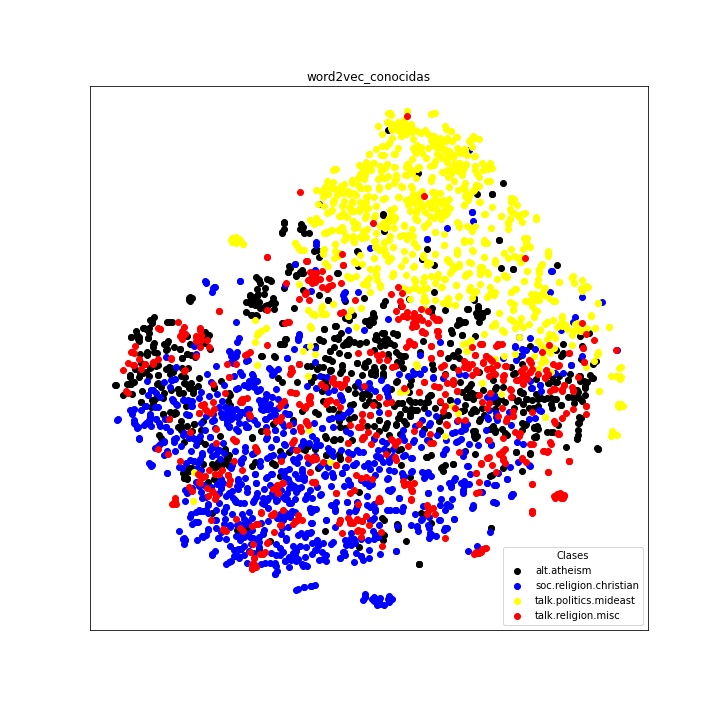 word2vec_conocidas
Clases
alt.atheism
soc.religion.christian
talk.politics.mideast
talk.religion.misc